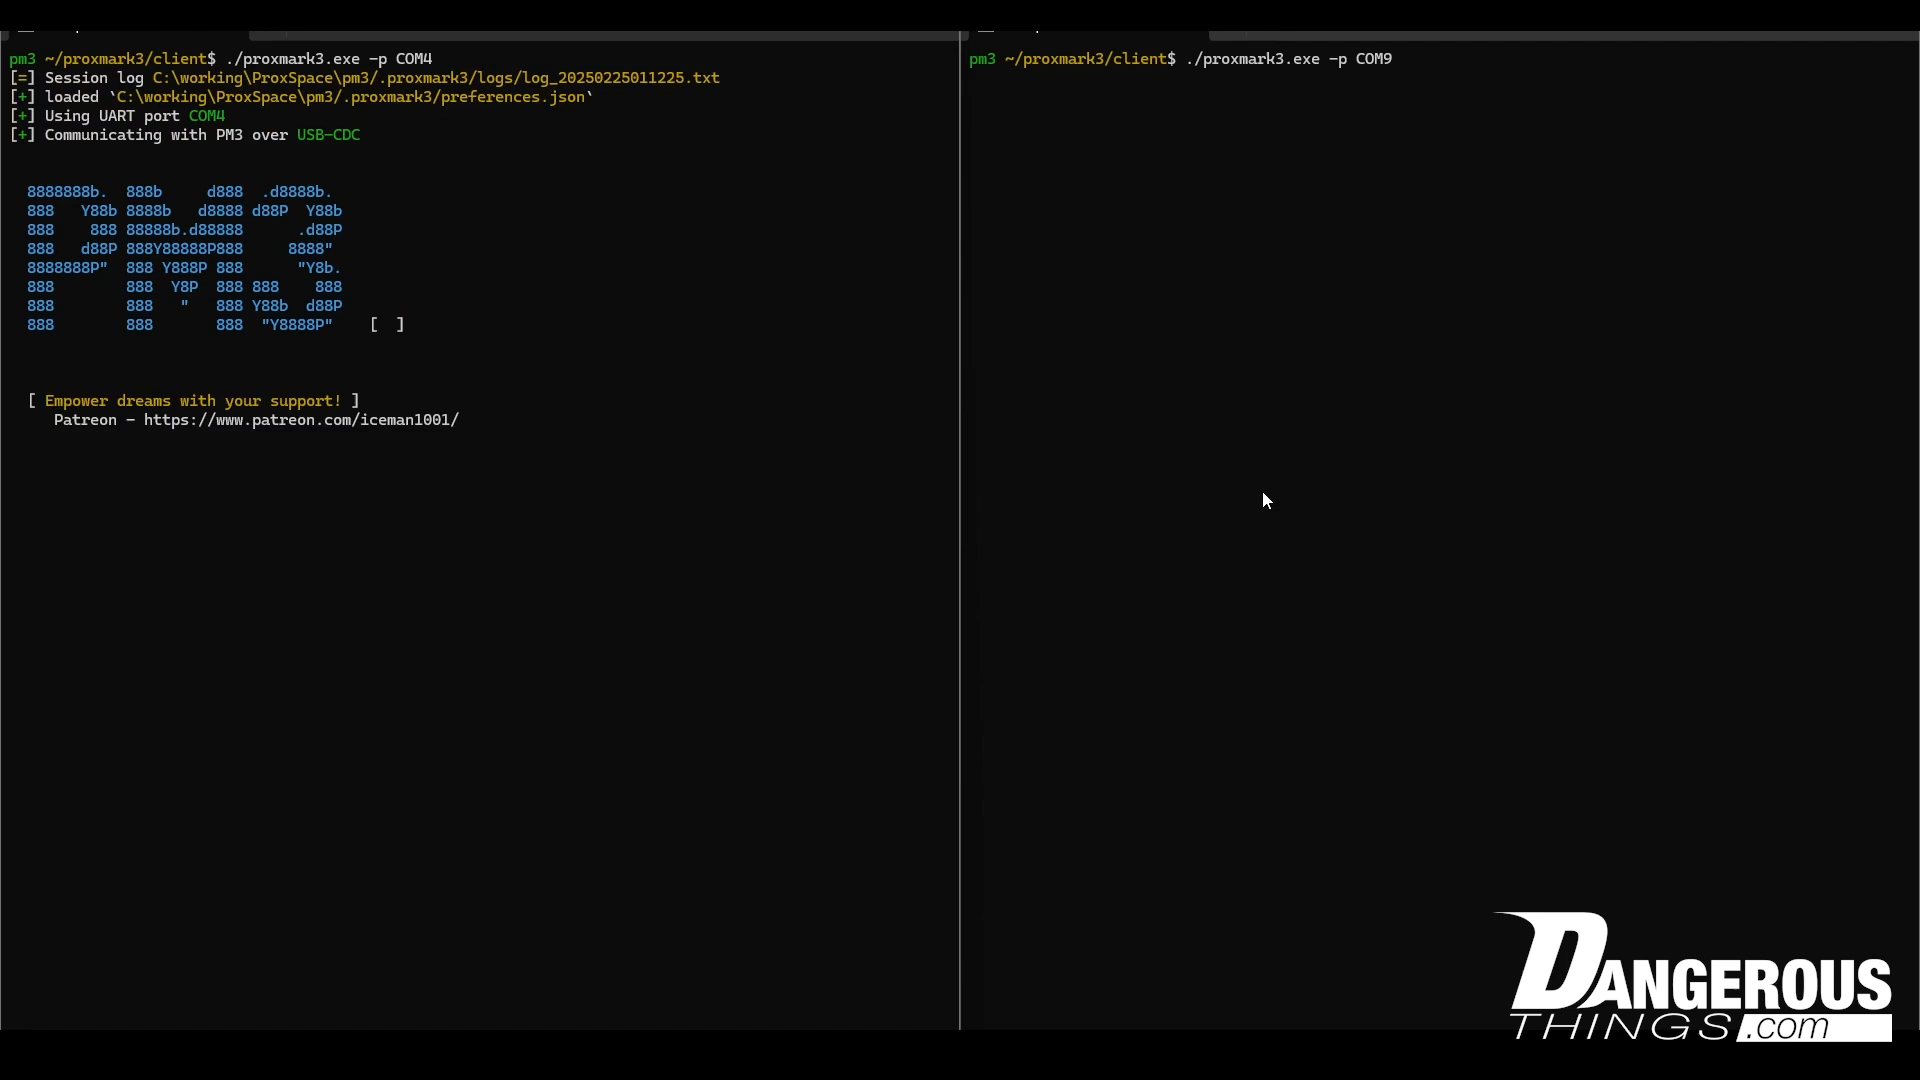 pm3 ~/proxmark3/client$ ./proxmark3.exe -p COM4
[=] Session log C:\working\ProxSpace\pm3/.proxmark3/logs/log_20250225011225.txt
[+] loaded `C:\working\ProxSpace\pm3/.proxmark3/preferences.json`
[+] Using UART port COM4
[+] Communicating with PM3 over USB-CDC
8888888b.  888b     d888  .d8888b.
888   Y88b 8888b   d8888 d88P  Y88b
888    888 88888b.d88888      .d88P
888   d88P 888Y88888P888     8888"
8888888P"  888 Y888P 888      "Y8b.
888        888  Y8P  888 888    888
888        888   "   888 Y88b  d88P
888        888       888  "Y8888P"    [  ]
[ Empower dreams with your support! ]
Patreon - https://www.patreon.com/iceman1001/
pm3 ~/proxmark3/client$ ./proxmark3.exe -p COM9
DANGEROUS
THINGS.com